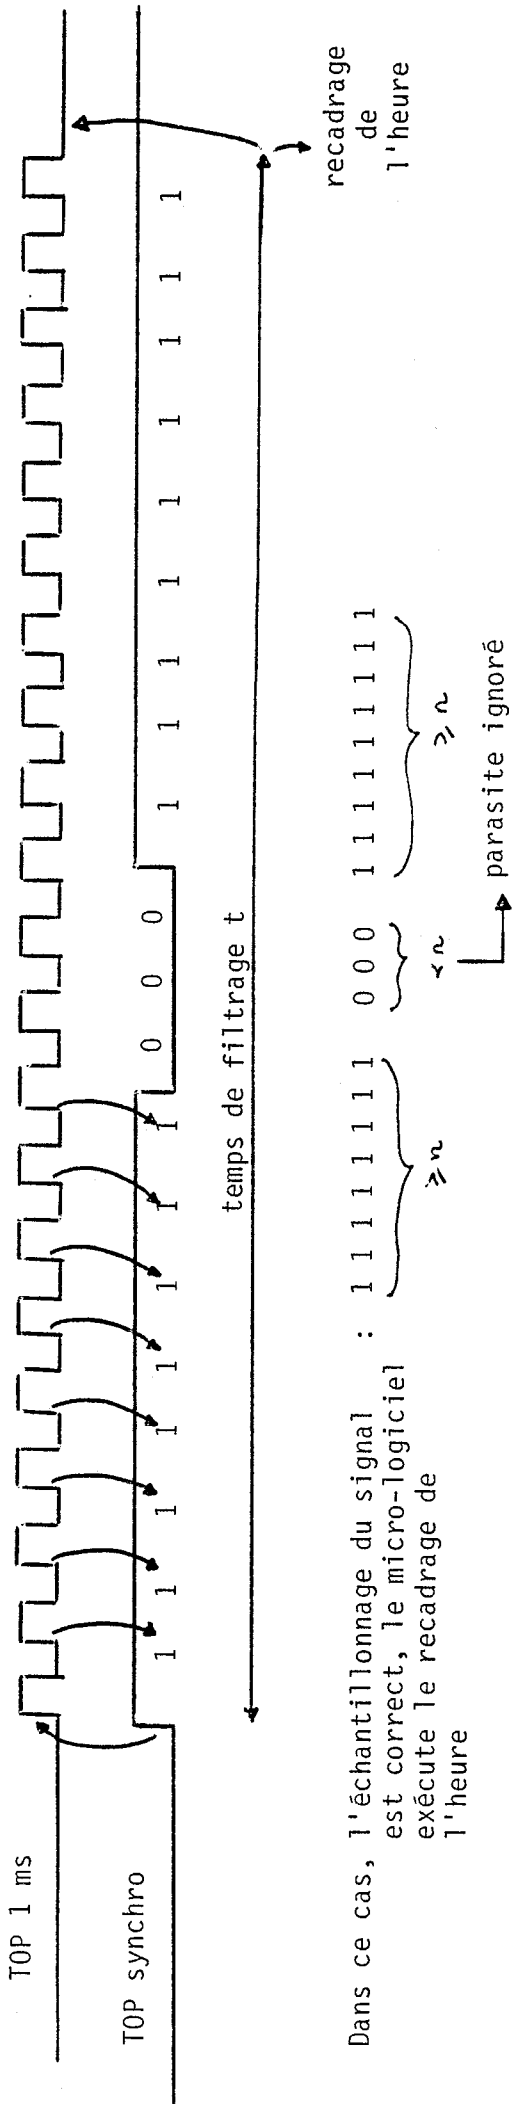 TOP 1 ms
TOP synchro
1 1 1 1 1 1 1 1 0 0 0 1 1 1 1 1 1 1 1 1
temps de filtrage t
recadrage
de
l'heure
Dans ce cas, l'échantillonnage du signal : 1 1 1 1 1 1 1 1 0 0 0 1 1 1 1 1 1 1 1 1
est correct, le micro-logiciel
exécute le recadrage de
l'heure
⩾ n < n ⩾ n
parasite ignoré